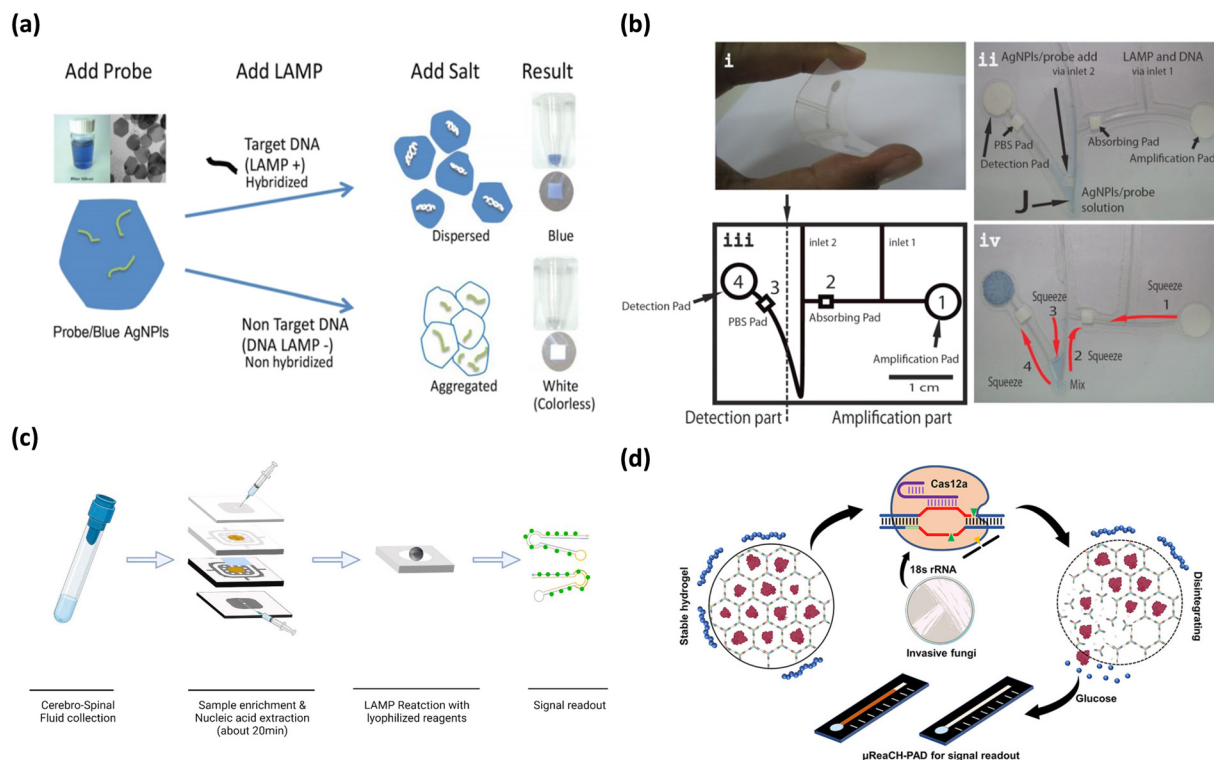 (a)
Add Probe
Add LAMP
Add Salt
Result
Target DNA
(LAMP +)
Hybridized
Dispersed
Blue
Probe/Blue AgNPls
Non Target DNA
(DNA LAMP -)
Non hybridized
Aggregated
White
(Colorless)
(b)
i
ii
AgNPls/probe add
via inlet 2
LAMP and DNA
via inlet 1
PBS Pad
Detection Pad
Absorbing Pad
Amplification Pad
J
AgNPls/probe
solution
iii
inlet 2
inlet 1
4
3
2
1
Detection Pad
PBS Pad
Absorbing Pad
Amplification Pad
1 cm
Detection part
Amplification part
iv
Squeeze
1
Squeeze
3
2
Squeeze
4
Squeeze
Mix
(c)
Cerebro-Spinal
Fluid collection
Sample enrichment &
Nucleic acid extraction
(about 20min)
LAMP Reatction with
lyophilized reagents
Signal readout
(d)
Cas12a
Stable hydrogel
18s rRNA
Invasive fungi
Disintegrating
Glucose
µReaCH-PAD for signal readout